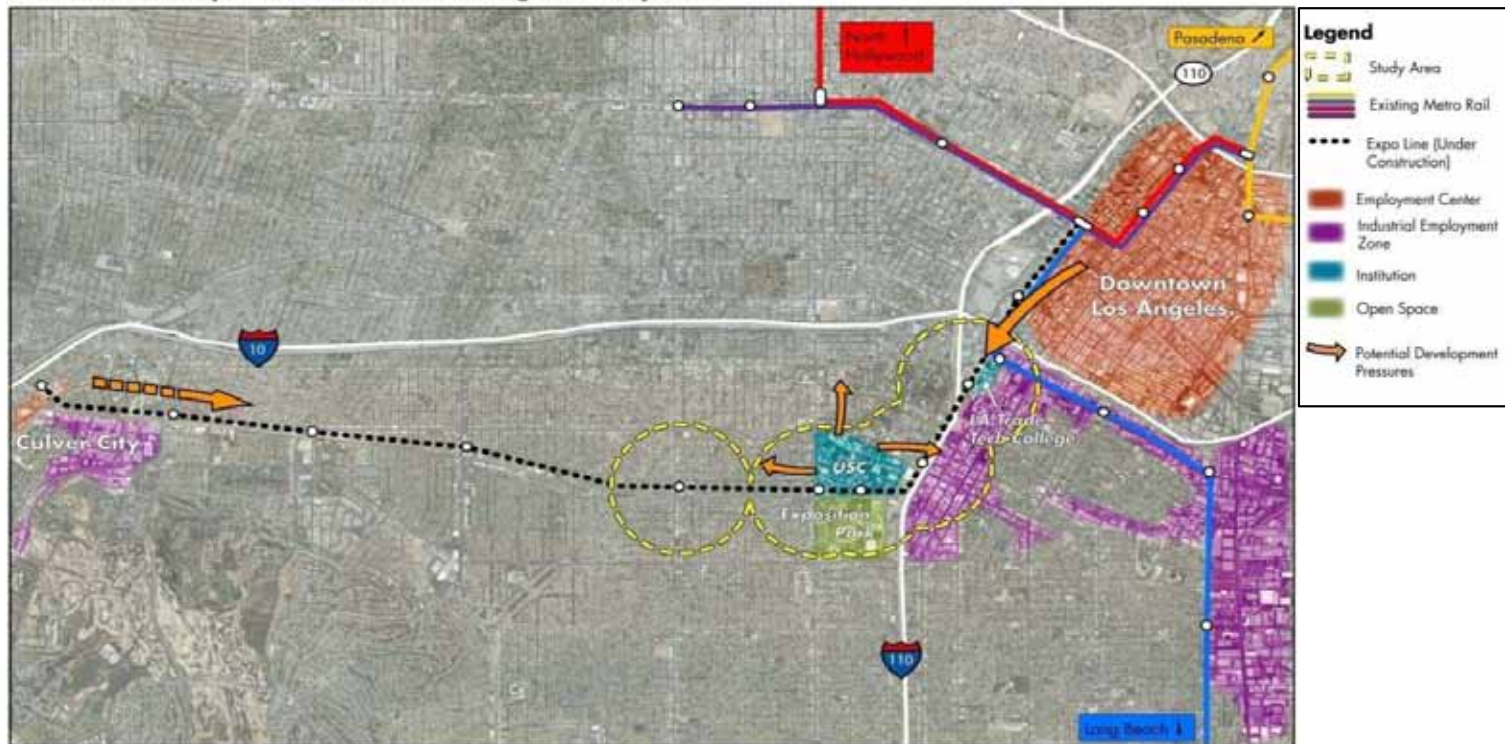 North
Hollywood
Pasadena
110
Downtown
Los Angeles
10
Culver City
LA Trade
Tech College
USC
Exposition
Park
110
Long Beach
Legend
Study Area
Existing Metro Rail
Expo Line (Under
Construction)
Employment Center
Industrial Employment
Zone
Institution
Open Space
Potential Development
Pressures